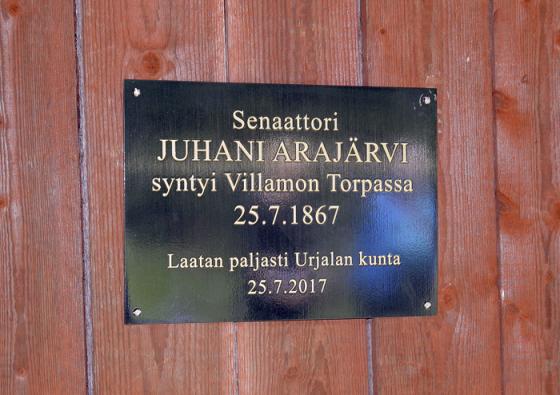 Senaattori
JUHANI ARAJÄRVI
syntyi Villamon Torpassa
25.7.1867
Laatan paljasti Urjalan kunta
25.7.2017